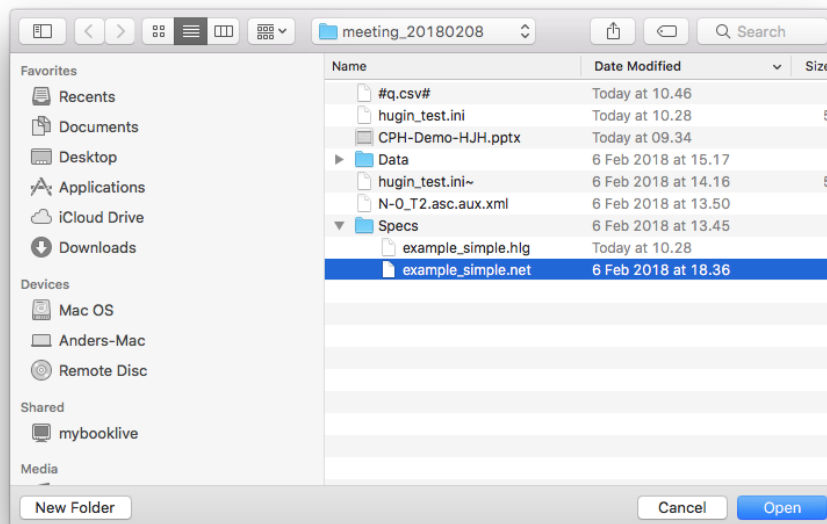 meeting_20180208
Search
Favorites
Recents
Documents
Desktop
Applications
iCloud Drive
Downloads
Devices
Mac OS
Anders-Mac
Remote Disc
Shared
mybooklive
Media
Name Date Modified Size
#q.csv# Today at 10.46
hugin_test.ini Today at 10.28
CPH-Demo-HJH.pptx Today at 09.34
Data 6 Feb 2018 at 15.17
hugin_test.ini~ 6 Feb 2018 at 14.16
N-0_T2.asc.aux.xml 6 Feb 2018 at 13.50
Specs 6 Feb 2018 at 13.45
example_simple.hlg Today at 10.28
example_simple.net 6 Feb 2018 at 18.36
New Folder Cancel Open